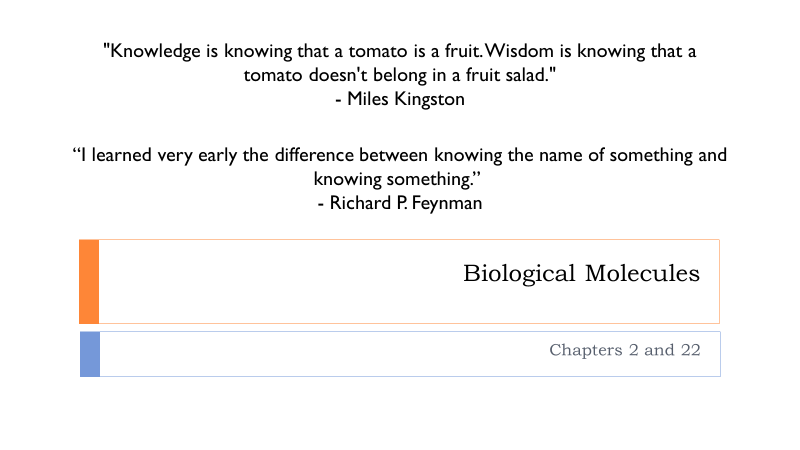 "Knowledge is knowing that a tomato is a fruit. Wisdom is knowing that a
tomato doesn't belong in a fruit salad."
- Miles Kingston
“I learned very early the difference between knowing the name of something and
knowing something.”
- Richard P. Feynman
Biological Molecules
Chapters 2 and 22